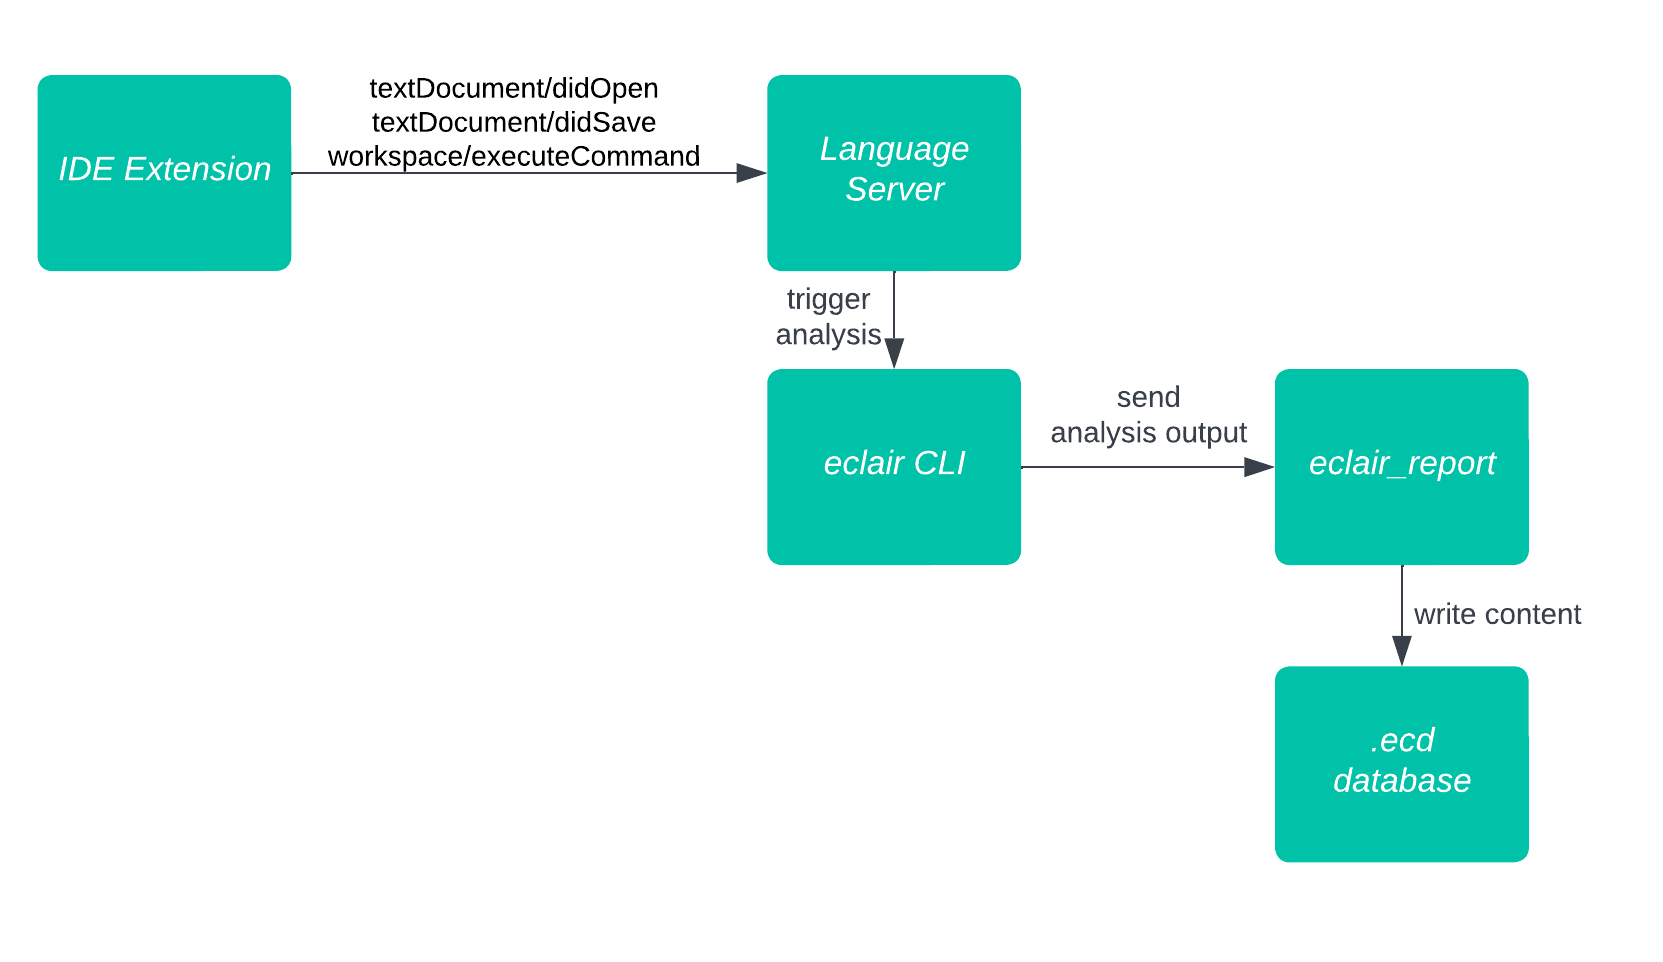 textDocument/didOpen
textDocument/didSave
workspace/executeCommand
IDE Extension
Language
Server
trigger
analysis
eclair CLI
send
analysis output
eclair_report
write content
.ecd
database